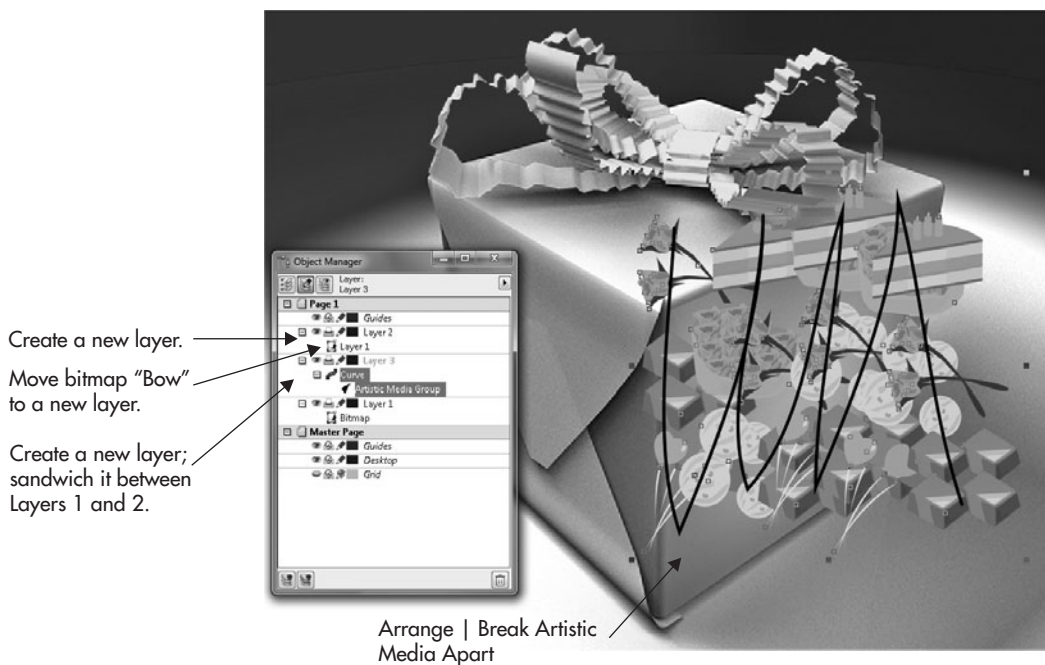 Object Manager
Layer:
Layer 3
Page 1
Guides
Layer 2
Layer 1
Layer 3
Curve
Artistic Media Group
Layer 1
Bitmap
Master Page
Guides
Desktop
Grid
Create a new layer.
Move bitmap “Bow”
to a new layer.
Create a new layer;
sandwich it between
Layers 1 and 2.
Arrange | Break Artistic
Media Apart